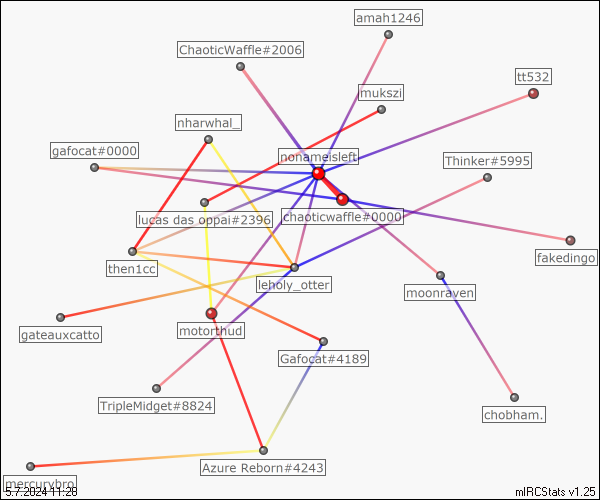 amah1246
ChaoticWaffle#2006
tt532
mukszi
nharwhal_
gafocat#0000
nonameisleft
Thinker#5995
lucas das oppai#2396
chaoticwaffle#0000
fakedingo
then1cc
leholy_otter
moonraven
gateauxcatto
motorthud
Gafocat#4189
TripleMidget#8824
chobham.
Azure Reborn#4243
mercurybro
5.7.2024 11:28
mIRCStats v1.25